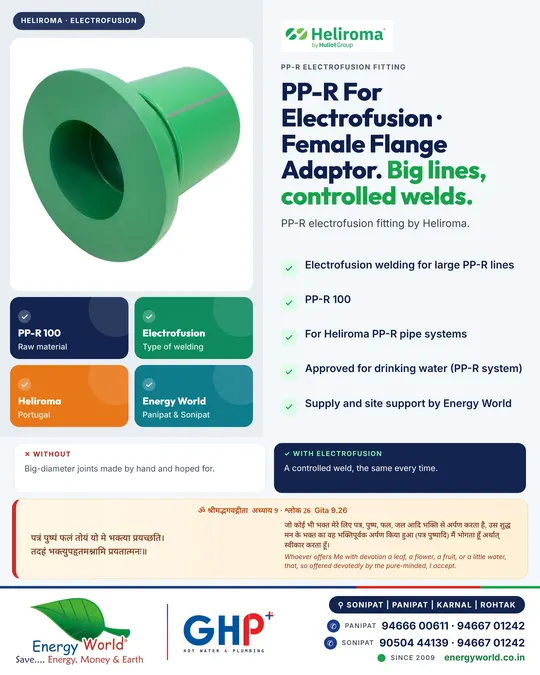 HELIROMA · ELECTROFUSION
Heliroma
by Huliot Group
PP-R ELECTROFUSION FITTING
PP-R For
Electrofusion ·
Female Flange
Adaptor. Big lines,
controlled welds.
PP-R electrofusion fitting by Heliroma.
Electrofusion welding for large PP-R lines
PP-R 100
For Heliroma PP-R pipe systems
Approved for drinking water (PP-R system)
Supply and site support by Energy World
PP-R 100
Raw material
Electrofusion
Type of welding
Heliroma
Portugal
Energy World
Panipat & Sonipat
✕ WITHOUT
Big-diameter joints made by hand and hoped for.
✓ WITH ELECTROFUSION
A controlled weld, the same every time.
ॐ श्रीमद्भगवद्गीता अध्याय 9 · श्लोक 26 Gita 9.26
पत्रं पुष्पं फलं तोयं यो मे भक्त्या प्रयच्छति।
तदहं भक्त्युपहृतमश्नामि प्रयतात्मनः॥
जो कोई भी भक्त मेरे लिए पत्र, पुष्प, फल, जल आदि भक्ति से अर्पण करता है, उस शुद्ध
मन के भक्त का वह भक्तिपूर्वक अर्पण किया हुआ (पत्र पुष्पादि) मैं भोगता हूँ अर्थात्
स्वीकार करता हूँ।
Whoever offers Me with devotion a leaf, a flower, a fruit, or a little water,
that, so offered devotedly by the pure-minded, I accept.
Energy World
Save.... Energy, Money & Earth
GHP+
HOT WATER & PLUMBING
SONIPAT | PANIPAT | KARNAL | ROHTAK
PANIPAT 94666 00611 · 94667 01242
SONIPAT 90504 44139 · 94667 01242
SINCE 2009 energyworld.co.in